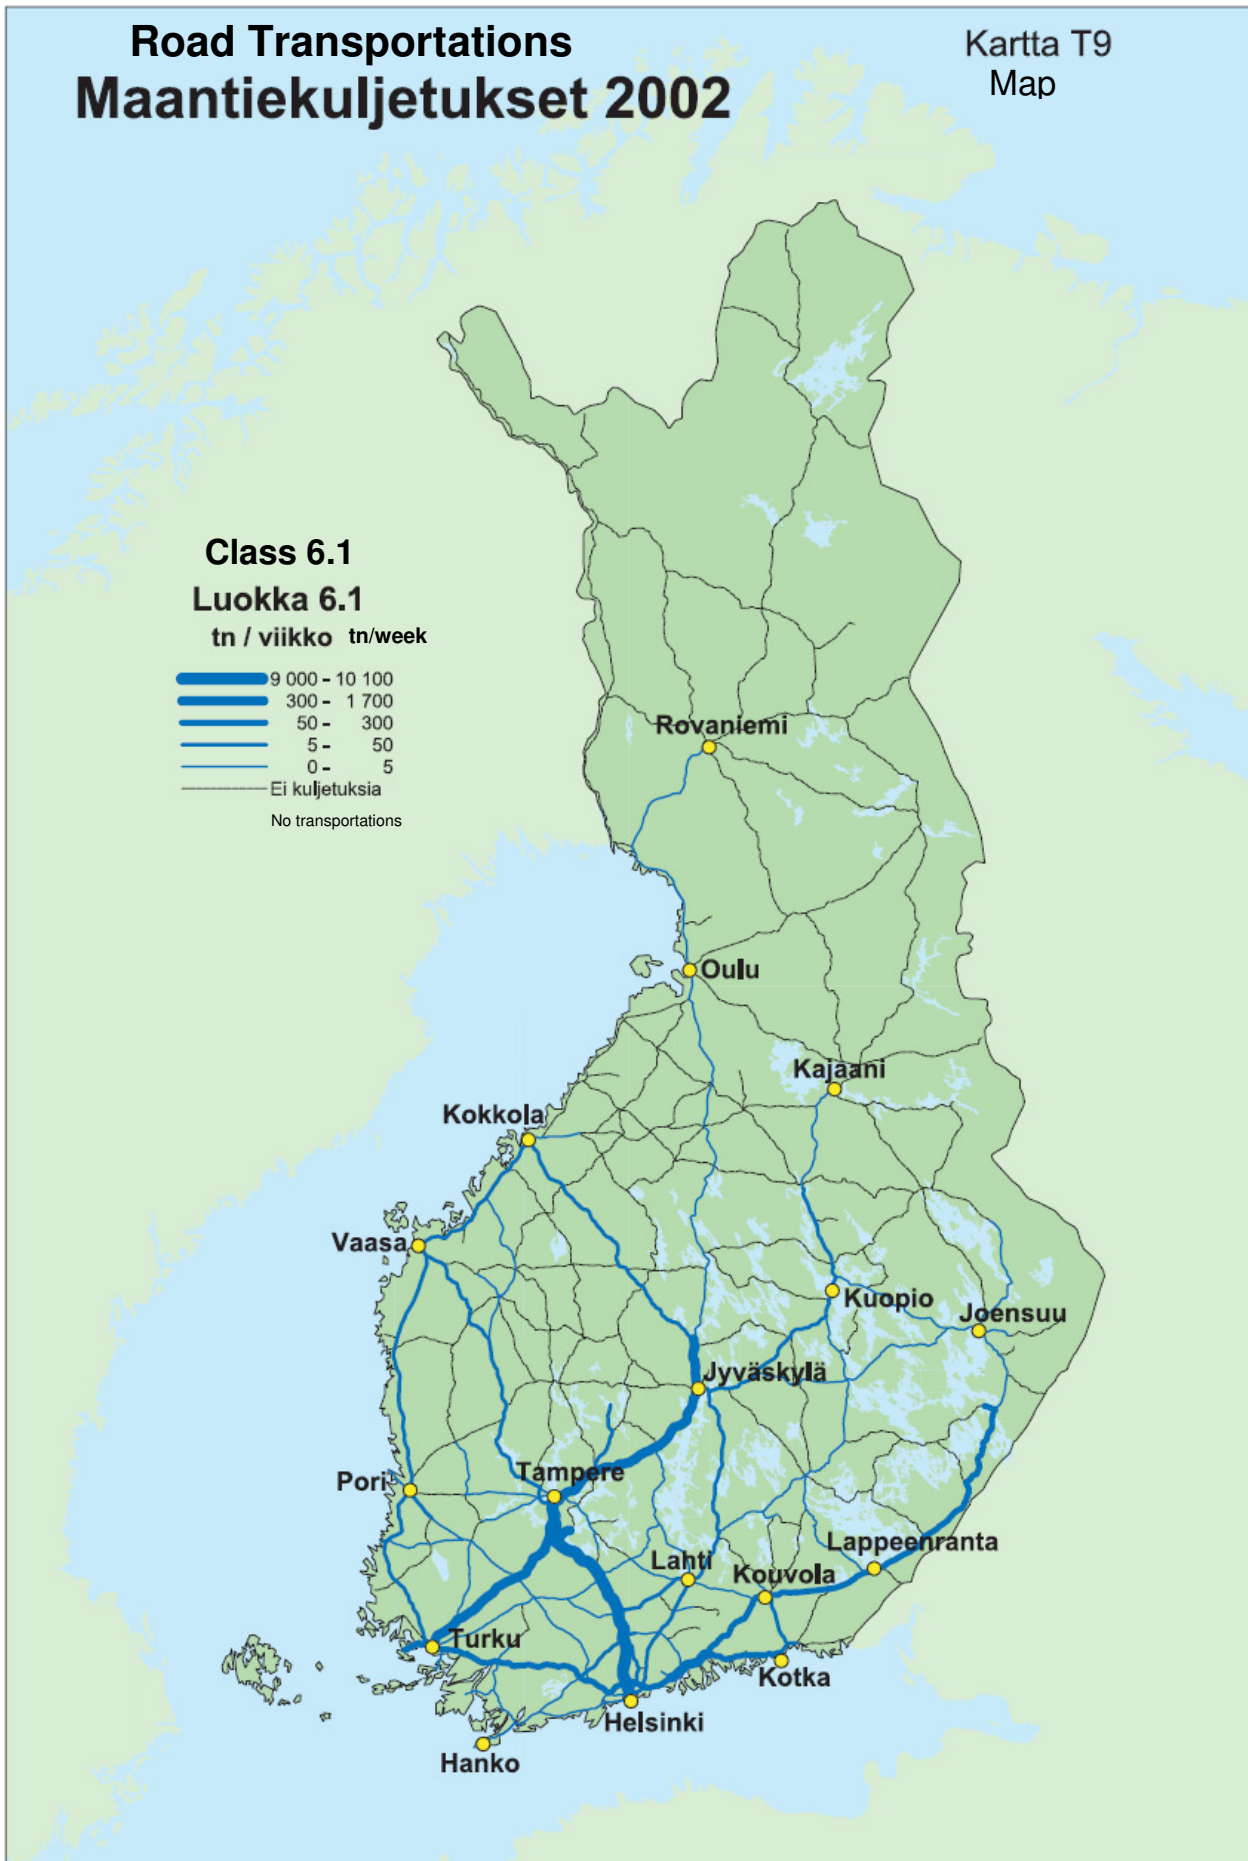 Road Transportations
Maantiekuljetukset 2002
Kartta T9
Map
Class 6.1
Luokka 6.1
tn / viikko tn/week
9 000 - 10 100
300 - 1 700
50 - 300
5 - 50
0 - 5
Ei kuljetuksia
No transportations
Rovaniemi
Oulu
Kajaani
Kokkola
Vaasa
Kuopio
Joensuu
Jyväskylä
Tampere
Pori
Lappeenranta
Lahti
Kouvola
Turku
Kotka
Helsinki
Hanko